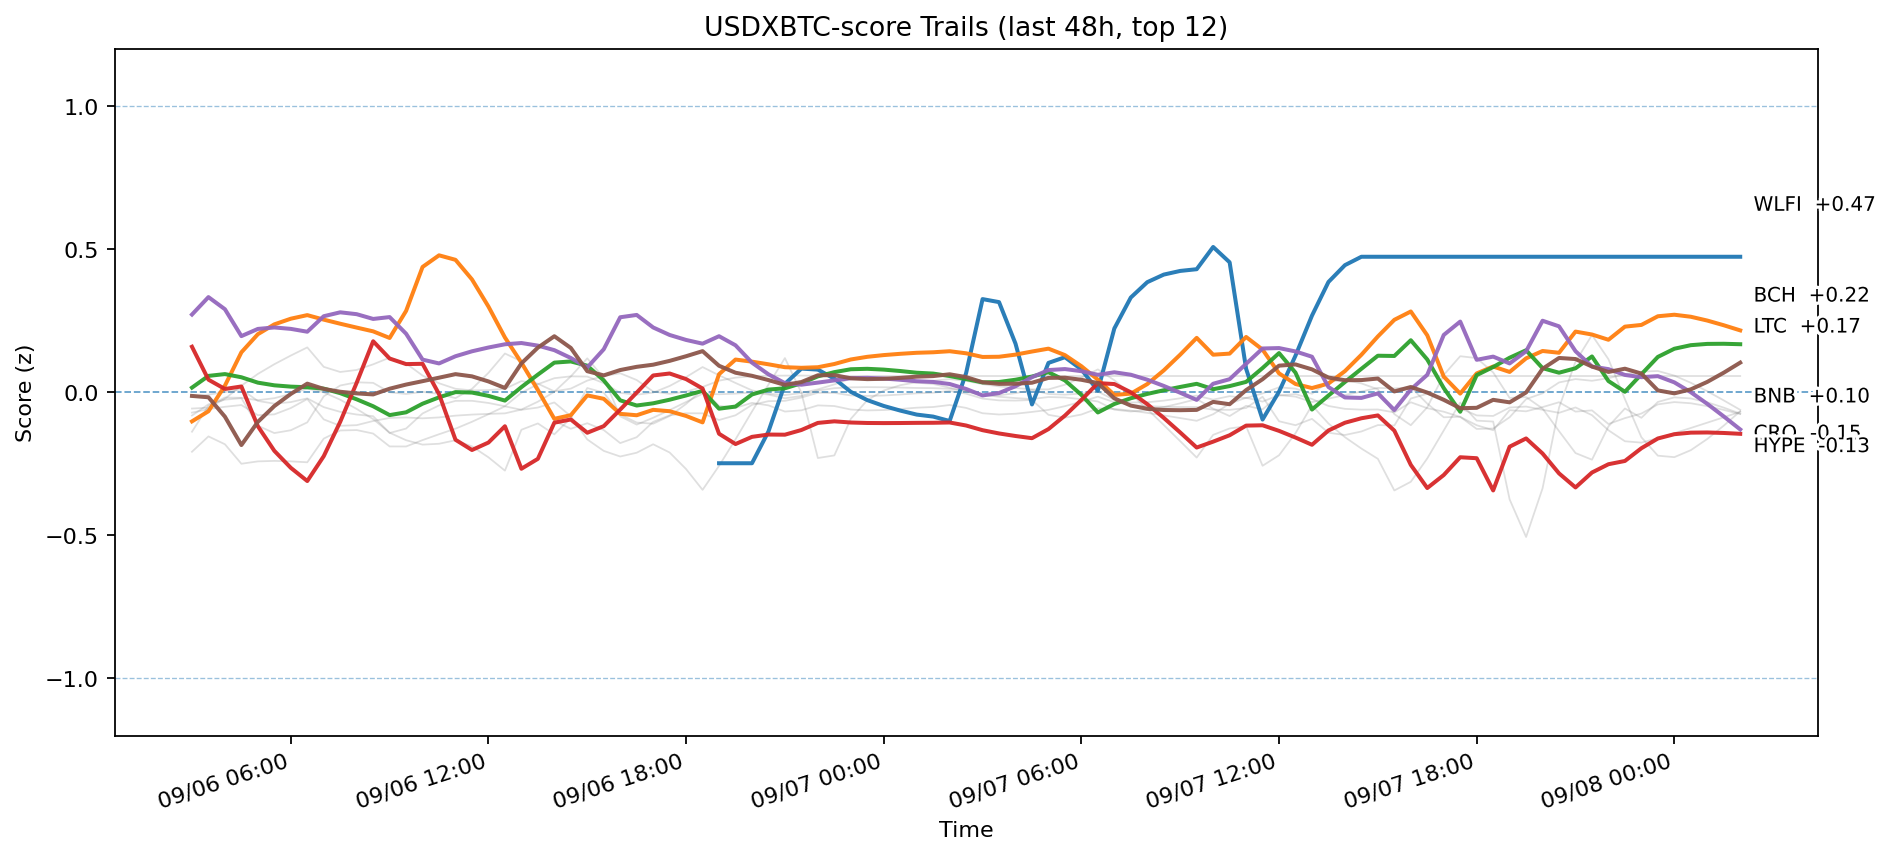 USDXBTC-score Trails (last 48h, top 12)
1.0
0.5
0.0
−0.5
−1.0
Score (z)
WLFI +0.47
BCH +0.22
LTC +0.17
BNB +0.10
CRO -0.15
HYPE -0.13
09/06 06:00
09/06 12:00
09/06 18:00
09/07 00:00
09/07 06:00
09/07 12:00
09/07 18:00
09/08 00:00
Time